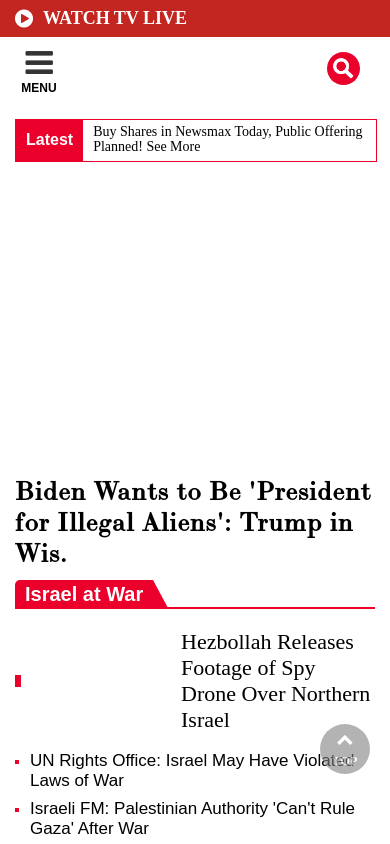 WATCH TV LIVE
MENU
Latest
Buy Shares in Newsmax Today, Public Offering
Planned! See More
Biden Wants to Be 'President
for Illegal Aliens': Trump in
Wis.
Israel at War
Hezbollah Releases
Footage of Spy
Drone Over Northern
Israel
UN Rights Office: Israel May Have Violated
Laws of War
TOP
Israeli FM: Palestinian Authority 'Can't Rule
Gaza' After War